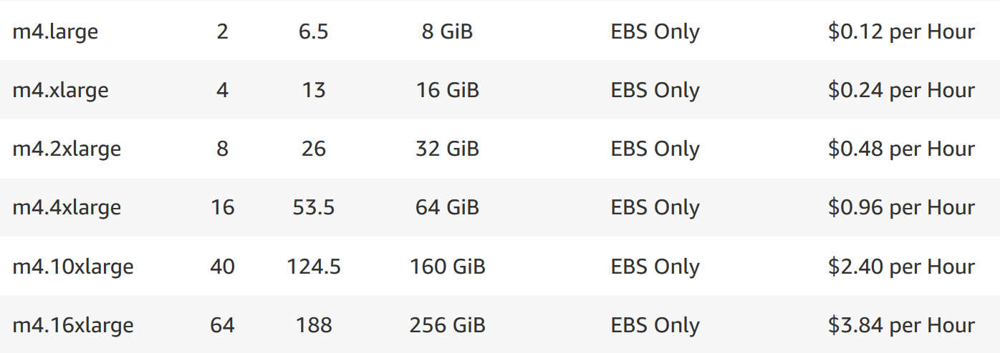 m4.large 2 6.5 8 GiB EBS Only $0.12 per Hour
m4.xlarge 4 13 16 GiB EBS Only $0.24 per Hour
m4.2xlarge 8 26 32 GiB EBS Only $0.48 per Hour
m4.4xlarge 16 53.5 64 GiB EBS Only $0.96 per Hour
m4.10xlarge 40 124.5 160 GiB EBS Only $2.40 per Hour
m4.16xlarge 64 188 256 GiB EBS Only $3.84 per Hour